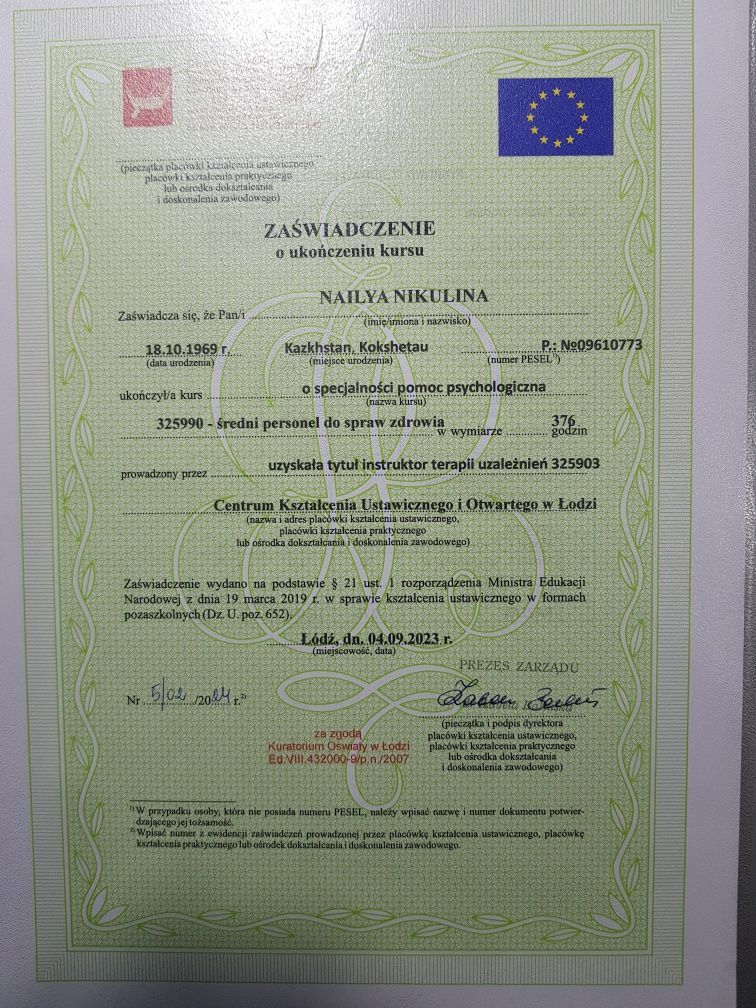 (pieczątka placówki kształcenia ustawicznego,
placówki kształcenia praktycznego
lub ośrodka dokształcania
i doskonalenia zawodowego)
ZAŚWIADCZENIE
o ukończeniu kursu
NAILYA NIKULINA
Zaświadcza się, że Pan/i
(imię/imiona i nazwisko)
18.10.1969 r. Kazkhstan, Kokshetau P.: №09610773
(data urodzenia) (miejsce urodzenia) (numer PESEL¹⁾)
o specjalności pomoc psychologiczna
ukończył/a kurs
(nazwa kursu)
325990 - średni personel do spraw zdrowia w wymiarze 376 godzin
uzyskała tytuł instruktor terapii uzależnień 325903
prowadzony przez
Centrum Kształcenia Ustawicznego i Otwartego w Łodzi
(nazwa i adres placówki kształcenia ustawicznego,
placówki kształcenia praktycznego
lub ośrodka dokształcania i doskonalenia zawodowego)
Zaświadczenie wydano na podstawie § 21 ust. 1 rozporządzenia Ministra Edukacji
Narodowej z dnia 19 marca 2019 r. w sprawie kształcenia ustawicznego w formach
pozaszkolnych (Dz. U. poz. 652).
Łódź, dn. 04.09.2023 r.
(miejscowość, data)
PREZES ZARZĄDU
Nr 5/02/2024 r.²⁾
(pieczątka i podpis dyrektora
placówki kształcenia ustawicznego,
placówki kształcenia praktycznego
lub ośrodka dokształcania
i doskonalenia zawodowego)
za zgodą
Kuratorium Oświaty w Łodzi
Ed.VIII.432000-9/p.n./2007
¹⁾ W przypadku osoby, która nie posiada numeru PESEL, należy wpisać nazwę i numer dokumentu potwier-
dzającego jej tożsamość.
²⁾ Wpisać numer z ewidencji zaświadczeń prowadzonej przez placówkę kształcenia ustawicznego, placówkę
kształcenia praktycznego lub ośrodek dokształcania i doskonalenia zawodowego.